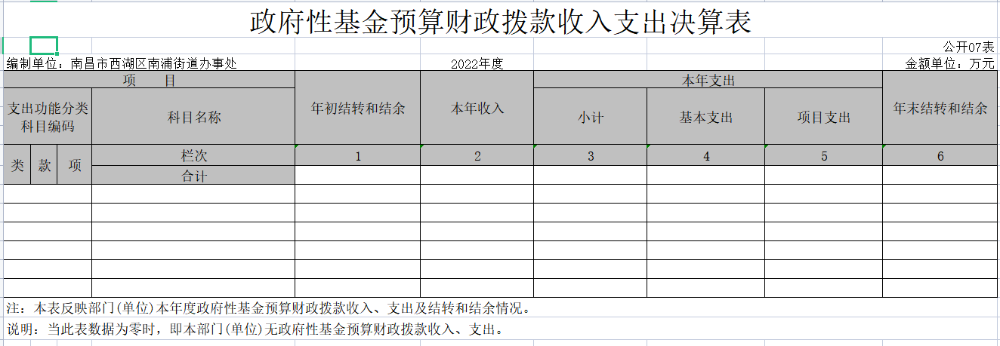 政府性基金预算财政拨款收入支出决算表
公开07表
编制单位：南昌市西湖区南浦街道办事处 2022年度 金额单位：万元
项 目 年初结转和结余 本年收入 本年支出 年末结转和结余
支出功能分类科目编码 科目名称 小计 基本支出 项目支出
类 款 项 栏次 1 2 3 4 5 6
合计
注：本表反映部门(单位)本年度政府性基金预算财政拨款收入、支出及结转和结余情况。
说明：当此表数据为零时，即本部门(单位)无政府性基金预算财政拨款收入、支出。